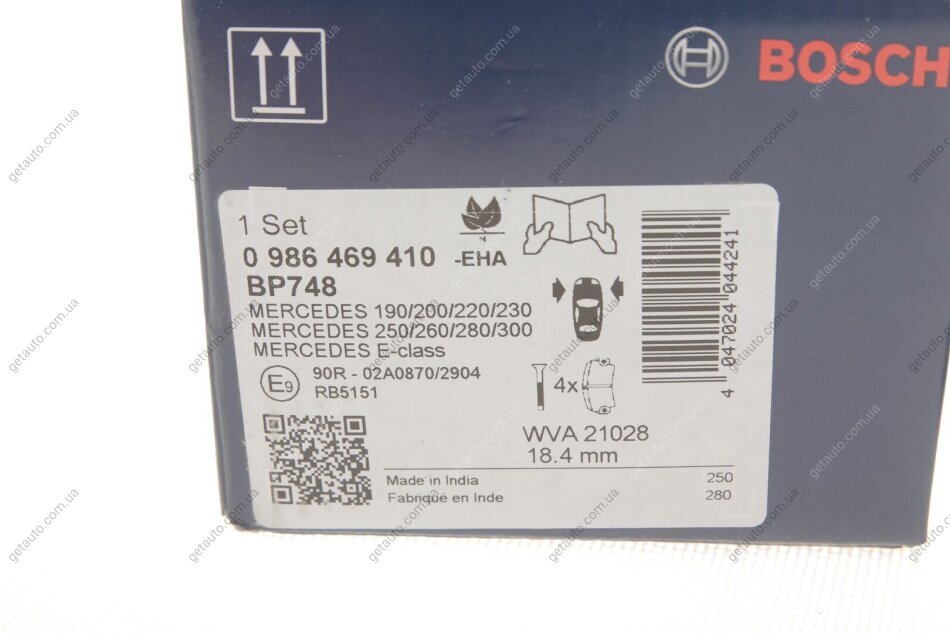 BOSCH
1 Set
0 986 469 410 -EHA
BP748
MERCEDES 190/200/220/230
MERCEDES 250/260/280/300
MERCEDES E-class
E9
90R - 02A0870/2904
RB5151
4x
4 047024 044241
WVA 21028
18.4 mm
Made in India
Fabriqué en Inde
250
280
getauto.com.ua